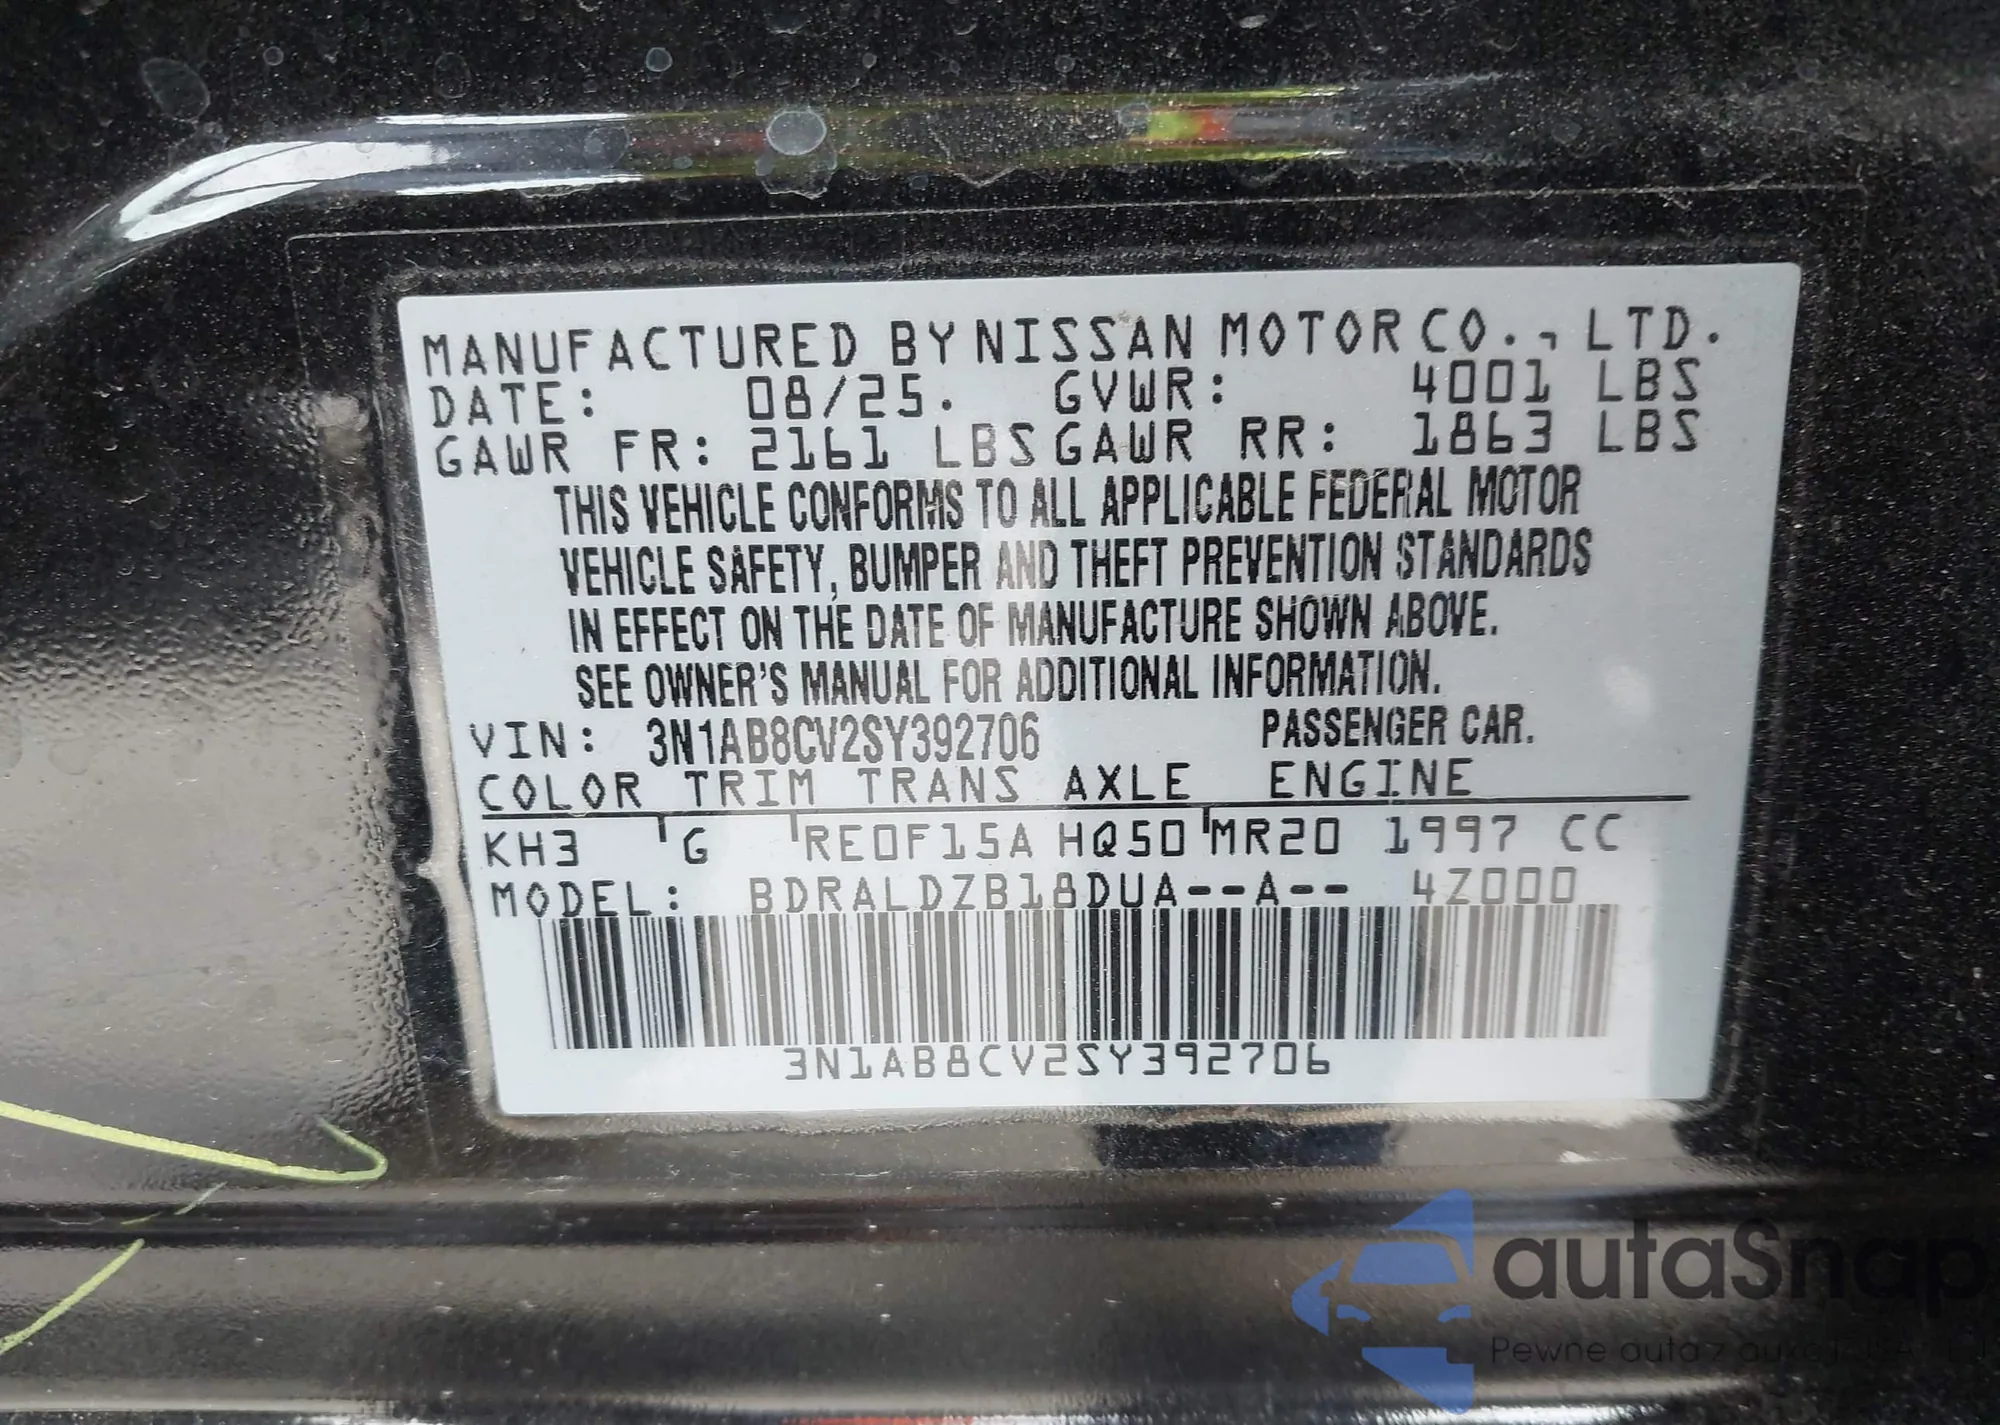 MANUFACTURED BY NISSAN MOTOR CO., LTD.
DATE: 08/25. GVWR: 4001 LBS
GAWR FR: 2161 LBS GAWR RR: 1863 LBS
THIS VEHICLE CONFORMS TO ALL APPLICABLE FEDERAL MOTOR
VEHICLE SAFETY, BUMPER AND THEFT PREVENTION STANDARDS
IN EFFECT ON THE DATE OF MANUFACTURE SHOWN ABOVE.
SEE OWNER'S MANUAL FOR ADDITIONAL INFORMATION.
VIN: 3N1AB8CV2SY392706 PASSENGER CAR.
COLOR TRIM TRANS AXLE ENGINE
KH3 G RE0F15A HQ50 MR20 1997 CC
MODEL: BDRALDZB18DUA--A-- 4Z000
3N1AB8CV2SY392706
autaSnap
Pewne auta z